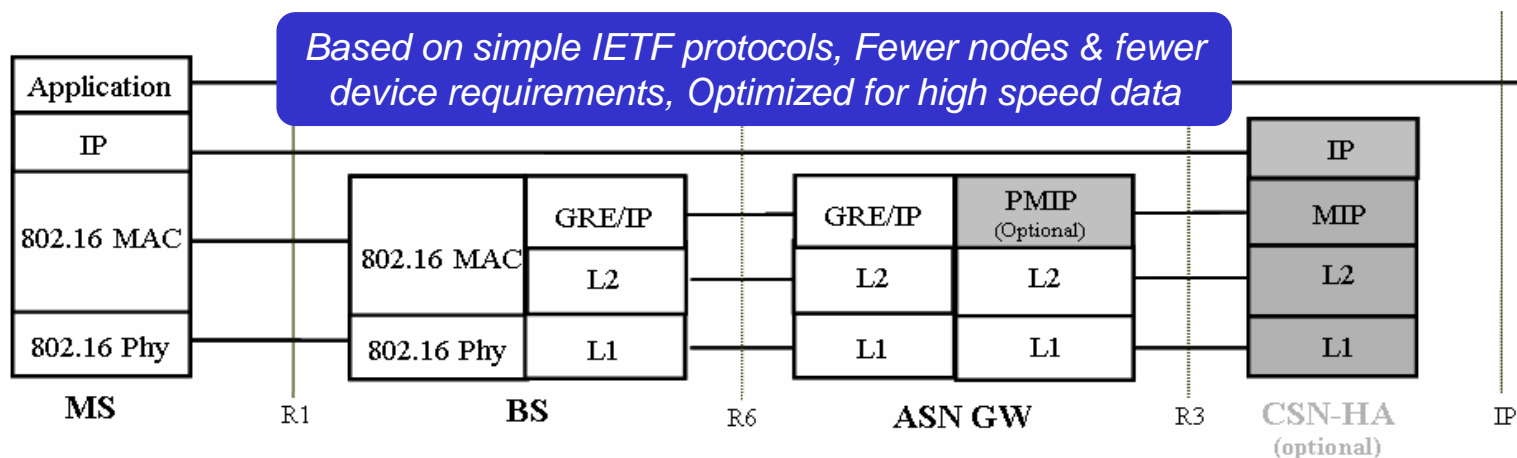 Based on simple IETF protocols, Fewer nodes & fewer
device requirements, Optimized for high speed data
Application
IP
802.16 MAC
802.16 Phy
MS
R1
802.16 MAC
802.16 Phy
GRE/IP
L2
L1
BS
R6
GRE/IP
L2
L1
PMIP
(Optional)
L2
L1
ASN GW
R3
IP
MIP
L2
L1
CSN-HA
(optional)
IP